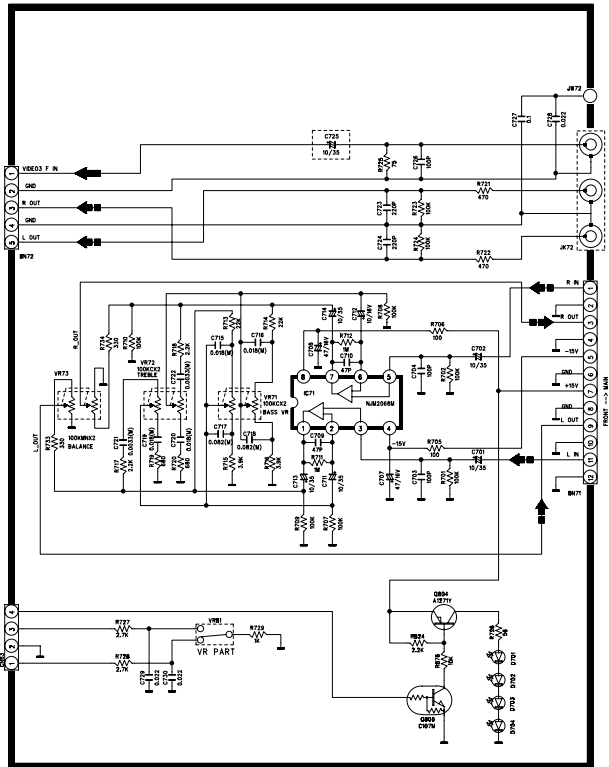 JW72
C727
0.1
C728
0.022
C725
10/35
1 VIDEO3 F IN
2 GND
3 R OUT
4 GND
5 L OUT
BN72
R725
75
C726
100P
R721
470
C723
220P
R723
100K
C724
220P
R724
100K
R722
470
JK72
R IN 1
2
R OUT 3
4
-15V 5
GND 6
+15V 7
GND 8
L OUT 9
10
L IN 11
12
BN71
FRONT --> MAIN
R_OUT
L_OUT
R734
330
R710
100K
R718
2.2K
C722
0.0033(M)
R713
22K
R714
22K
C715
0.018(M)
C716
0.018(M)
C714
10/35
C712
10/16V
R708
100K
C708
47/16V
R712
1M
C710
47P
R706
100
C704
100P
R702
100K
C702
10/35
VR73
100KMNX2
BALANCE
VR72
100KCX2
TREBLE
VR71
100KCX2
BASS VR
8 7 6 5
IC71
NJM2068M
1 2 3 4
R733
330
C721
0.0033(M)
R717
2.2K
C719
0.018(M)
R719
680
C720
0.018(M)
R720
680
C717
0.082(M)
C718
0.082(M)
R715
3.9K
3.9K
C709
47P
R711
1M
C713
10/35
C711
10/35
R709
100K
R707
100K
-15V
R705
100
C707
47/16V
C703
100P
R701
100K
C701
10/35
4
3
2
1
R727
2.7K
R728
2.7K
C729
0.022
C730
0.022
VR81
VR PART
R729
1K
Q804
A1271Y
R824
2.2K
R876
10K
Q805
C107M
56
D701
D702
D703
D704